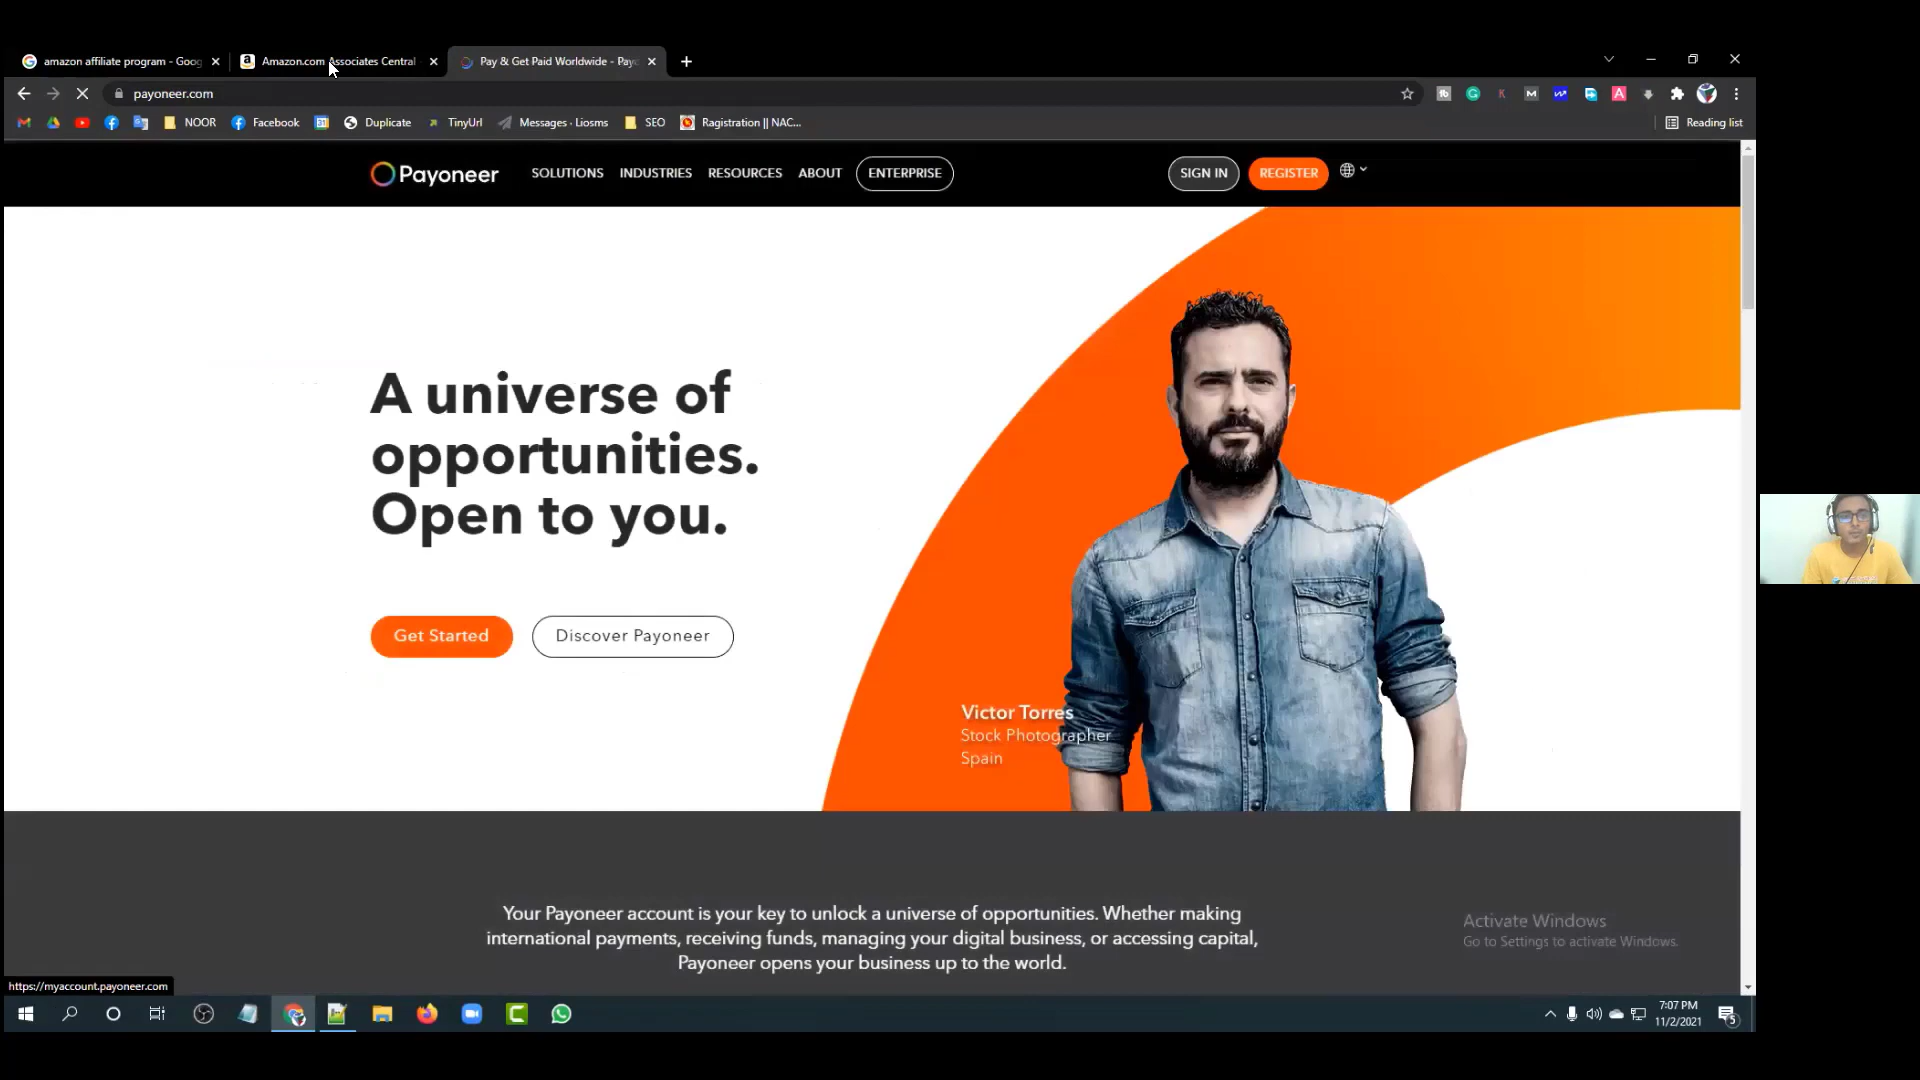 amazon affiliate program - Goog
Amazon.com Associates Central
Pay & Get Paid Worldwide - Payo
payoneer.com
NOOR
Facebook
Duplicate
TinyUrl
Messages · Liosms
SEO
Ragistration || NAC...
Reading list
Payoneer
SOLUTIONS
INDUSTRIES
RESOURCES
ABOUT
ENTERPRISE
SIGN IN
REGISTER
A universe of
opportunities.
Open to you.
Get Started
Discover Payoneer
Victor Torres
Stock Photographer
Spain
Your Payoneer account is your key to unlock a universe of opportunities. Whether making
international payments, receiving funds, managing your digital business, or accessing capital,
Payoneer opens your business up to the world.
Activate Windows
Go to Settings to activate Windows.
https://myaccount.payoneer.com
7:07 PM
11/2/2021
5